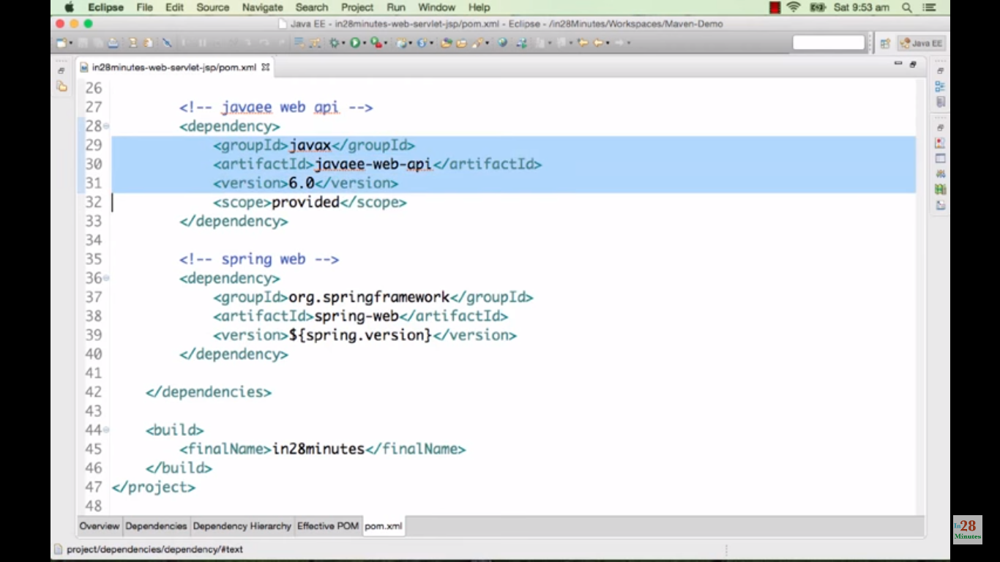 Eclipse File Edit Source Navigate Search Project Run Window Help Sat 9:53 am
Java EE - in28minutes-web-servlet-jsp/pom.xml - Eclipse - /in28Minutes/Workspaces/Maven-Demo
Java EE
in28minutes-web-servlet-jsp/pom.xml
26
27 <!-- javaee web api -->
28 <dependency>
29 <groupId>javax</groupId>
30 <artifactId>javaee-web-api</artifactId>
31 <version>6.0</version>
32 <scope>provided</scope>
33 </dependency>
34
35 <!-- spring web -->
36 <dependency>
37 <groupId>org.springframework</groupId>
38 <artifactId>spring-web</artifactId>
39 <version>${spring.version}</version>
40 </dependency>
41
42 </dependencies>
43
44 <build>
45 <finalName>in28minutes</finalName>
46 </build>
47 </project>
48
Overview Dependencies Dependency Hierarchy Effective POM pom.xml
project/dependencies/dependency/#text
In 28
Minutes